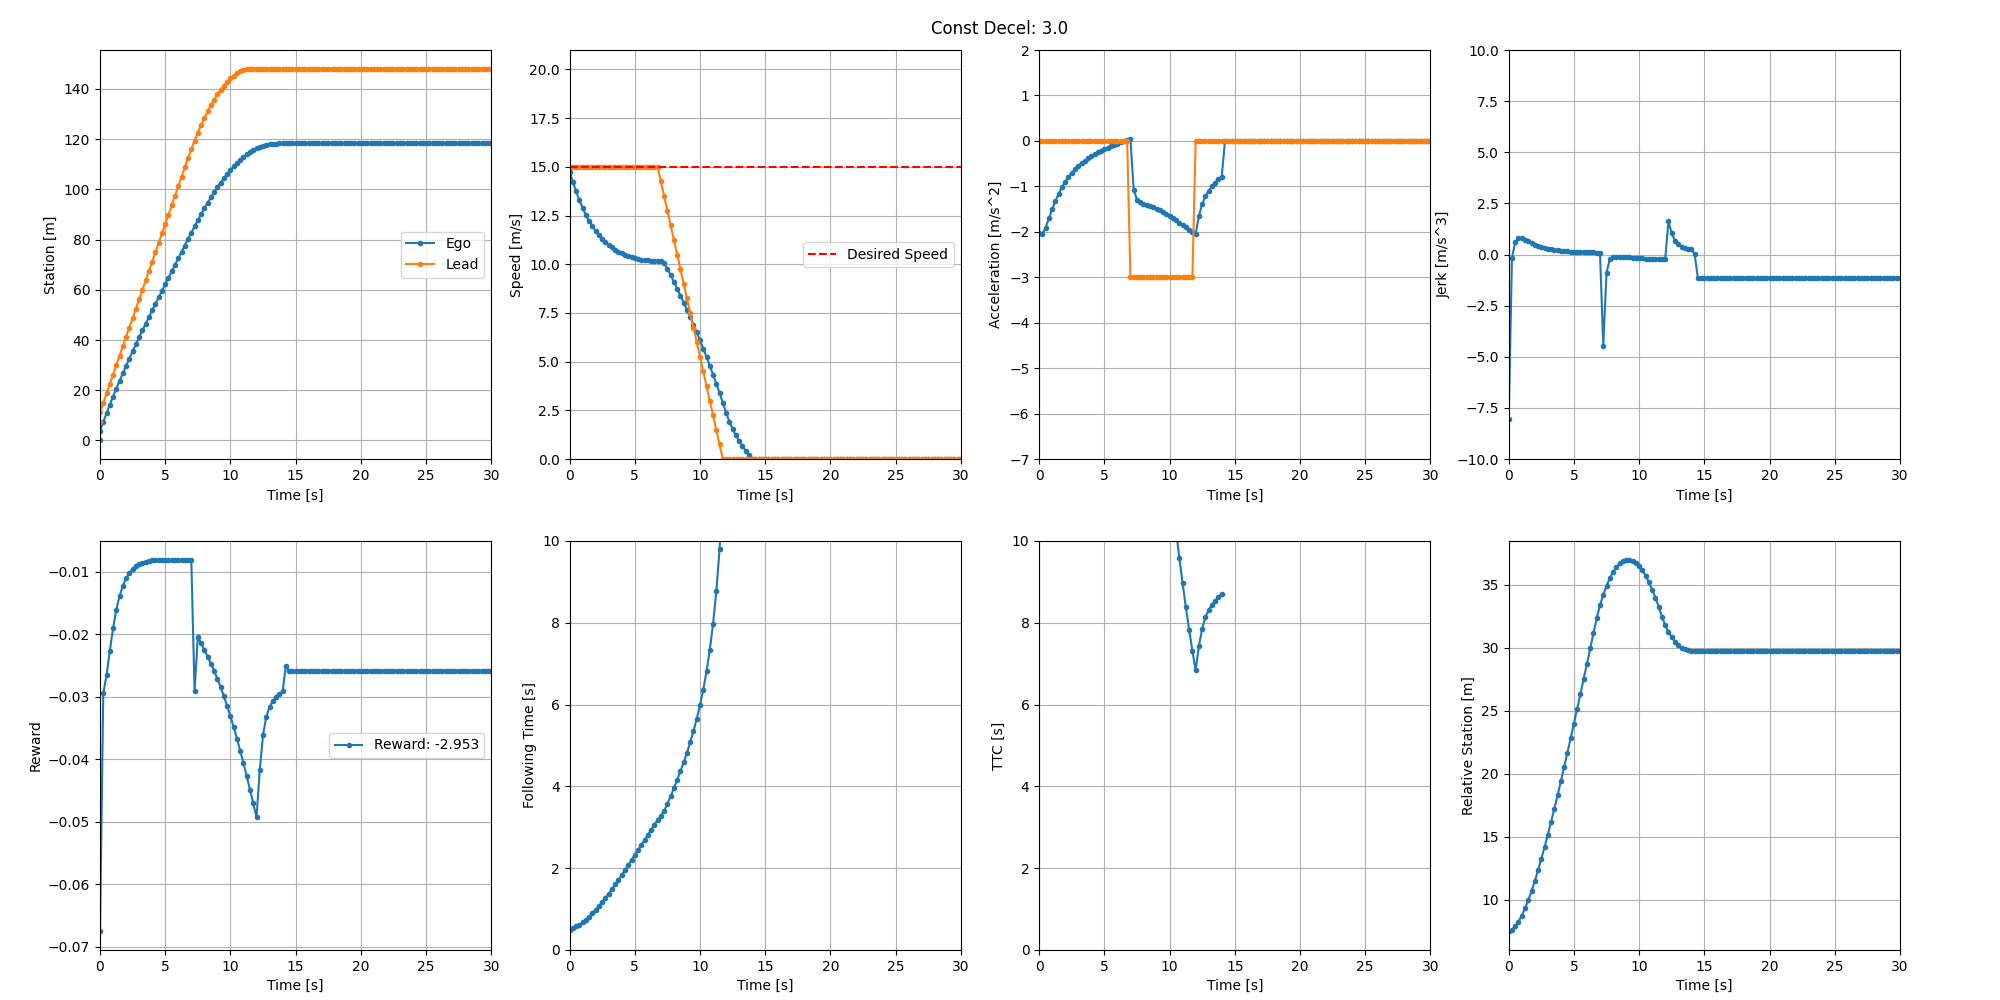 Const Decel: 3.0
Station [m]
140
120
100
80
60
40
20
0
Ego
Lead
0 5 10 15 20 25 30
Time [s]
Speed [m/s]
20.0
17.5
15.0
12.5
10.0
7.5
5.0
2.5
0.0
Desired Speed
0 5 10 15 20 25 30
Time [s]
Acceleration [m/s^2]
2
1
0
−1
−2
−3
−4
−5
−6
−7
0 5 10 15 20 25 30
Time [s]
Jerk [m/s^3]
10.0
7.5
5.0
2.5
0.0
−2.5
−5.0
−7.5
−10.0
0 5 10 15 20 25 30
Time [s]
Reward
−0.01
−0.02
−0.03
−0.04
−0.05
−0.06
−0.07
Reward: -2.953
0 5 10 15 20 25 30
Time [s]
Following Time [s]
10
8
6
4
2
0
0 5 10 15 20 25 30
Time [s]
TTC [s]
10
8
6
4
2
0
0 5 10 15 20 25 30
Time [s]
Relative Station [m]
35
30
25
20
15
10
0 5 10 15 20 25 30
Time [s]